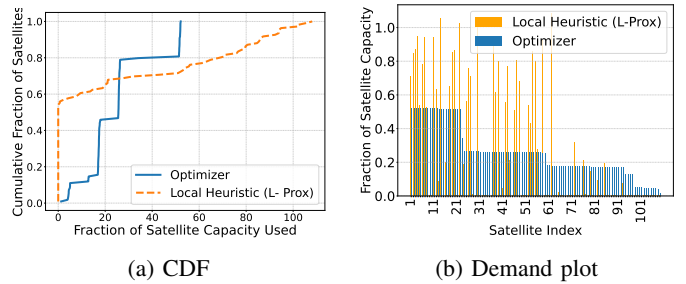 Cumulative Fraction of Satellites
1.0
0.8
0.6
0.4
0.2
0.0
Optimizer
Local Heuristic (L- Prox)
0 20 40 60 80 100
Fraction of Satellite Capacity Used
(a) CDF
Fraction of Satellite Capacity
1.0
0.8
0.6
0.4
0.2
0.0
Local Heuristic (L-Prox)
Optimizer
1 11 21 31 41 51 61 71 81 91 101
Satellite Index
(b) Demand plot